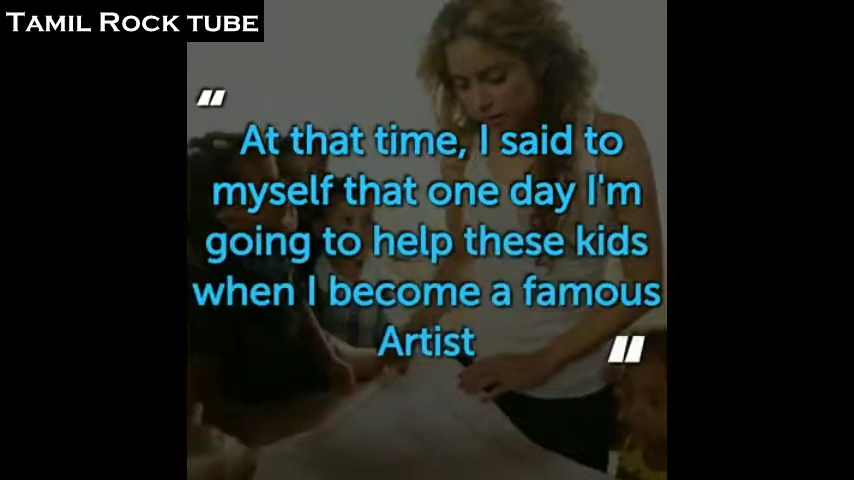 TAMIL ROCK TUBE
"
At that time, I said to
myself that one day I'm
going to help these kids
when I become a famous
Artist
"